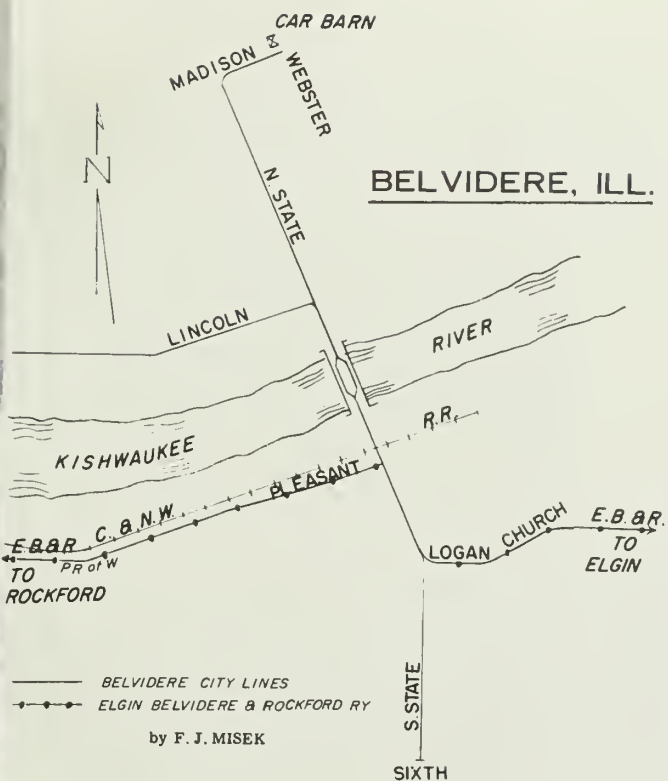 CAR BARN
MADISON
WEBSTER
N
N. STATE
BELVIDERE, ILL.
LINCOLN
RIVER
KISHWAUKEE
R.R.
C. & N.W.
PLEASANT
E.B.&R.
TO
ROCKFORD
PR of W
LOGAN
CHURCH
E.B.&R.
TO
ELGIN
S. STATE
SIXTH
BELVIDERE CITY LINES
ELGIN BELVIDERE & ROCKFORD RY
by F. J. MISEK